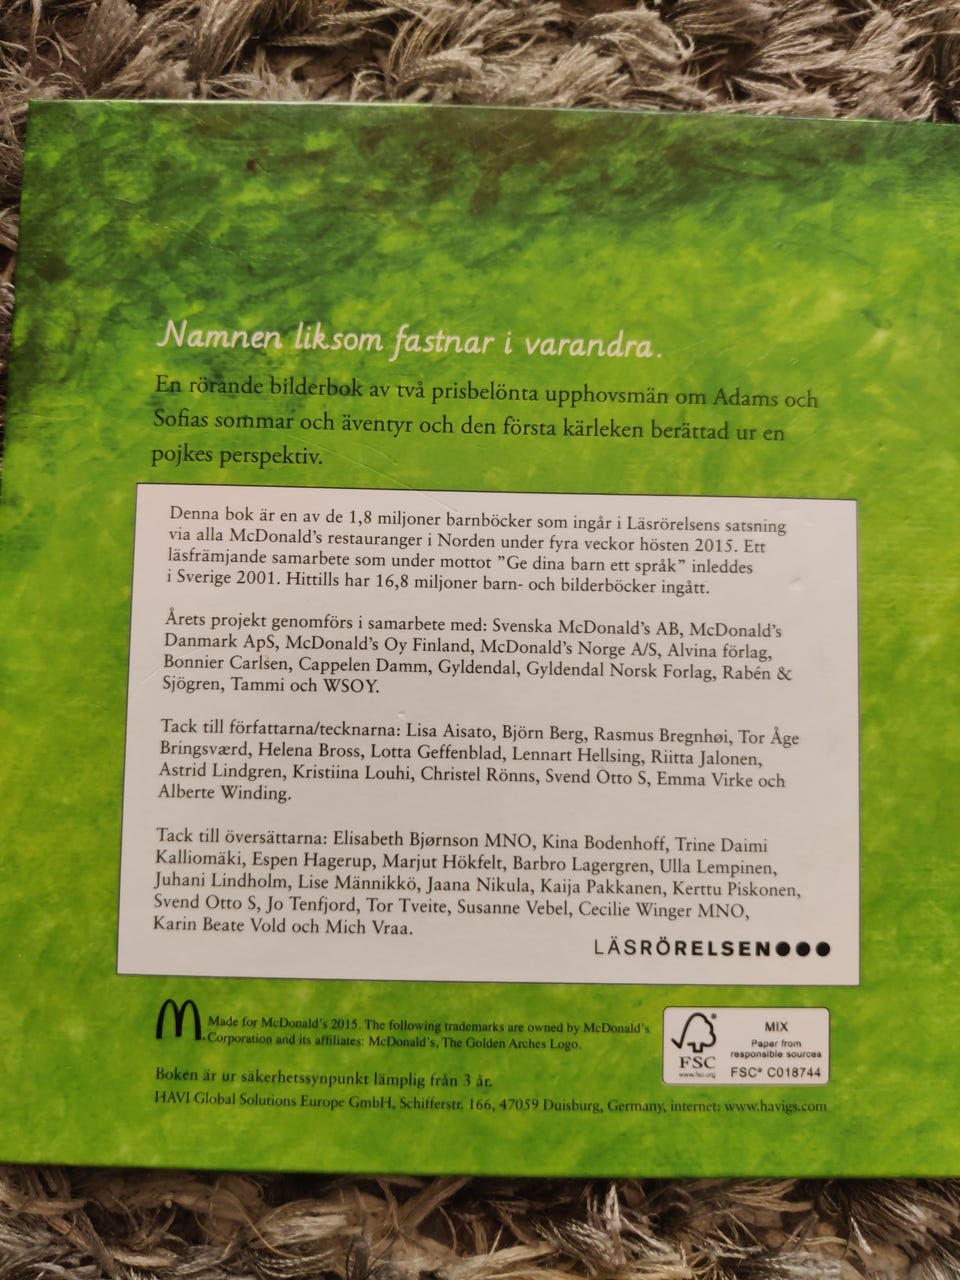 Namnen liksom fastnar i varandra.
En rörande bilderbok av två prisbelönta upphovsmän om Adams och
Sofias sommar och äventyr och den första kärleken berättad ur en
pojkes perspektiv.
Denna bok är en av de 1,8 miljoner barnböcker som ingår i Läsrörelsens satsning
via alla McDonald's restauranger i Norden under fyra veckor hösten 2015. Ett
läsfrämjande samarbete som under mottot "Ge dina barn ett språk" inleddes
i Sverige 2001. Hittills har 16,8 miljoner barn- och bilderböcker ingått.
Årets projekt genomförs i samarbete med: Svenska McDonald's AB, McDonald's
Danmark ApS, McDonald's Oy Finland, McDonald's Norge A/S, Alvina förlag,
Bonnier Carlsen, Cappelen Damm, Gyldendal, Gyldendal Norsk Forlag, Rabén &
Sjögren, Tammi och WSOY.
Tack till författarna/tecknarna: Lisa Aisato, Björn Berg, Rasmus Bregnhøi, Tor Åge
Bringsværd, Helena Bross, Lotta Geffenblad, Lennart Hellsing, Riitta Jalonen,
Astrid Lindgren, Kristiina Louhi, Christel Rönns, Svend Otto S, Emma Virke och
Alberte Winding.
Tack till översättarna: Elisabeth Bjørnson MNO, Kina Bodenhoff, Trine Daimi
Kalliomäki, Espen Hagerup, Marjut Hökfelt, Barbro Lagergren, Ulla Lempinen,
Juhani Lindholm, Lise Männikkö, Jaana Nikula, Kaija Pakkanen, Kerttu Piskonen,
Svend Otto S, Jo Tenfjord, Tor Tveite, Susanne Vebel, Cecilie Winger MNO,
Karin Beate Vold och Mich Vraa.
LÄSRÖRELSEN●●●
Made for McDonald's 2015. The following trademarks are owned by McDonald's
Corporation and its affiliates: McDonald's, The Golden Arches Logo.
Boken är ur säkerhetssynpunkt lämplig från 3 år.
HAVI Global Solutions Europe GmbH, Schifferstr. 166, 47059 Duisburg, Germany, internet: www.havigs.com
FSC
www.fsc.org
MIX
Paper from
responsible sources
FSC® C018744